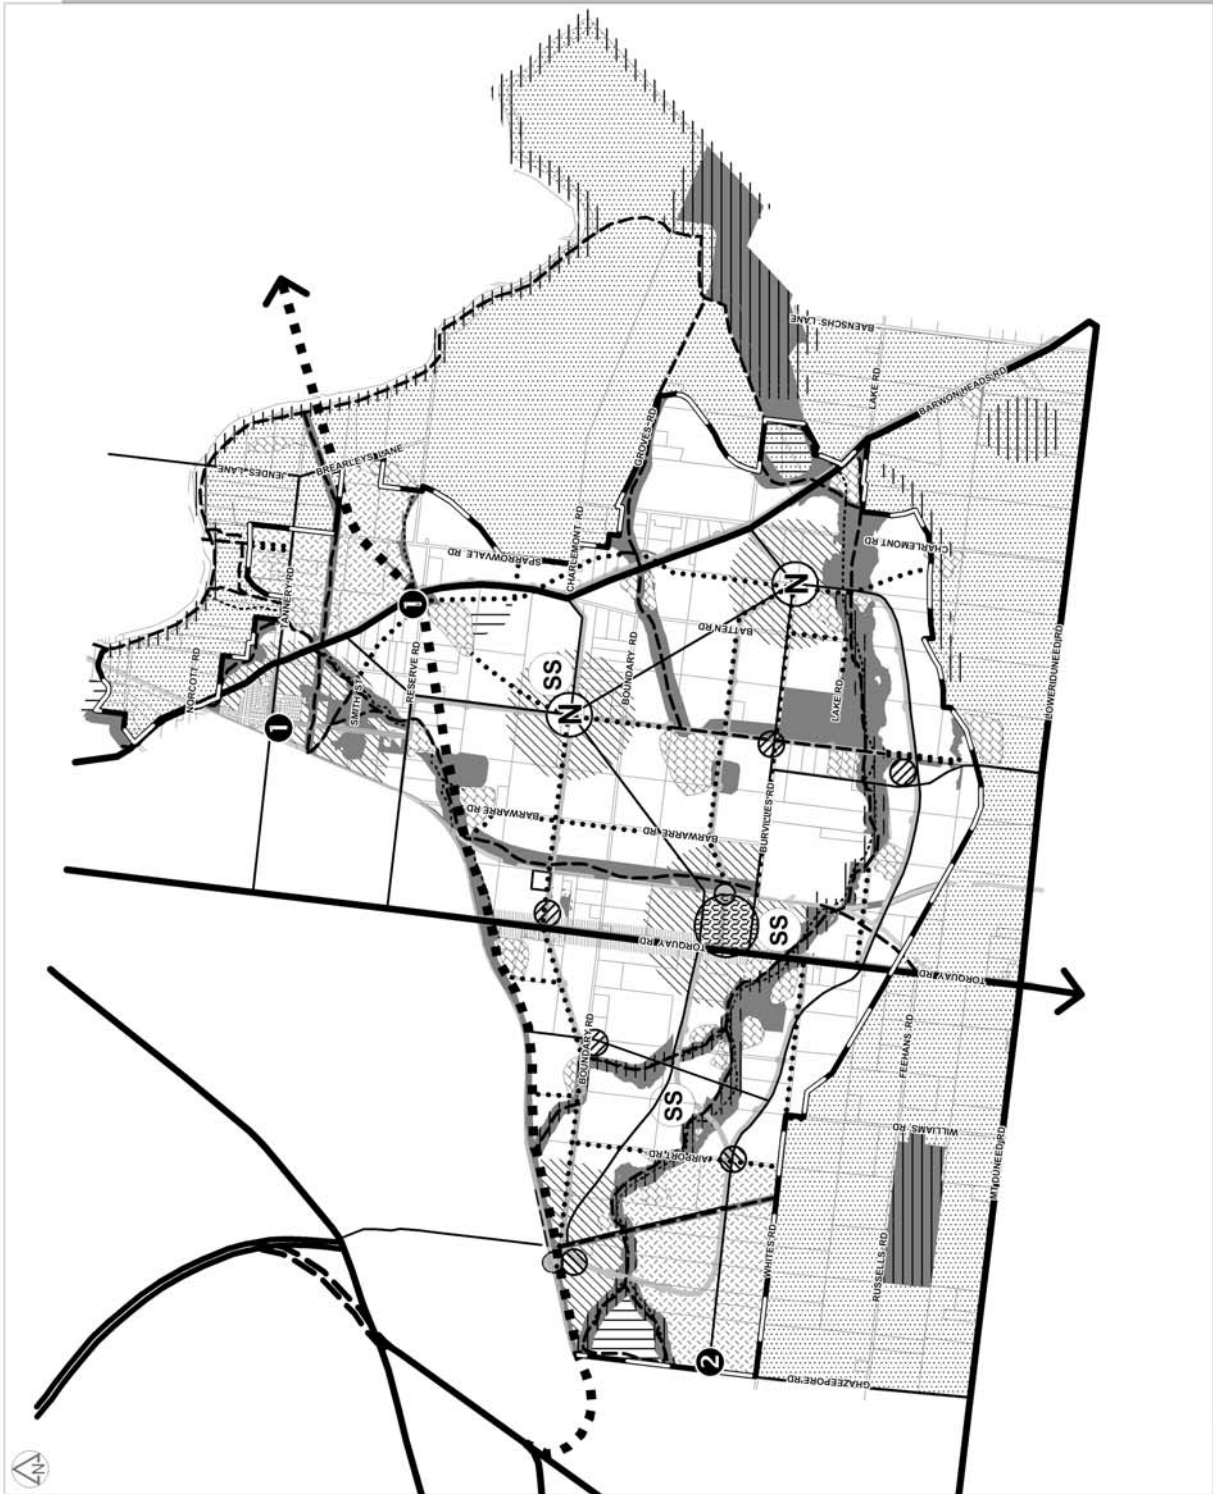 BAENSCHS LANE
LAKE RD
BARWON HEADS RD
GROVES RD
JENDES LANE
BREARLEYS LANE
CHARLEMONT RD
SPARROWVALE RD
CHARLEMONT RD
TANNERY RD
1
N
BATTEN RD
NORCOTT RD
SMITH ST
RESERVE RD
SS
BOUNDARY RD
LAKE RD
LOWER DUNEED RD
1
N
BARWARRE RD
BARWARRE RD
BURVILLES RD
TORQUAY RD
SS
TORQUAY RD
BOUNDARY RD
FEEHANS RD
SS
WILLIAMS RD
AIRPORT RD
MT DUNEED RD
WHITES RD
RUSSELLS RD
2
GHAZEEPORE RD
N